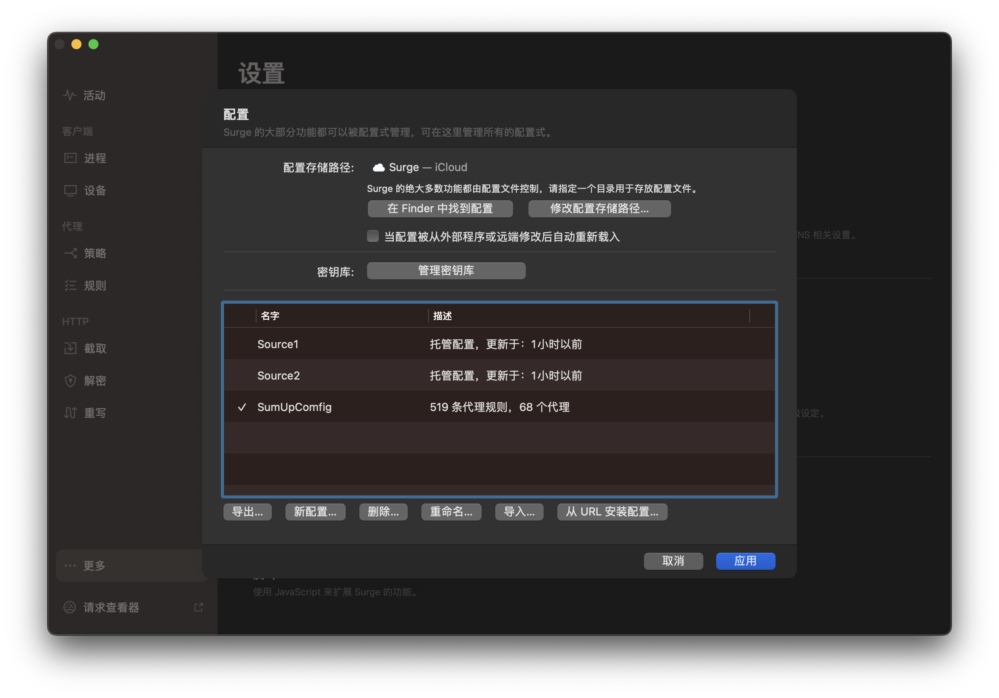 设置
活动
客户端
进程
设备
代理
策略
规则
HTTP
截取
解密
重写
更多
请求查看器
配置
Surge 的大部分功能都可以被配置式管理，可在这里管理所有的配置式。
配置存储路径: Surge — iCloud
Surge 的绝大多数功能都由配置文件控制，请指定一个目录用于存放配置文件。
在 Finder 中找到配置 修改配置存储路径...
当配置被从外部程序或远端修改后自动重新载入
密钥库: 管理密钥库
名字 描述
Source1 托管配置，更新于：1小时以前
Source2 托管配置，更新于：1小时以前
✓ SumUpComfig 519 条代理规则，68 个代理
导出... 新配置... 删除... 重命名... 导入... 从 URL 安装配置...
取消 应用
NS 相关设置。
设定。
使用 JavaScript 来扩展 Surge 的功能。